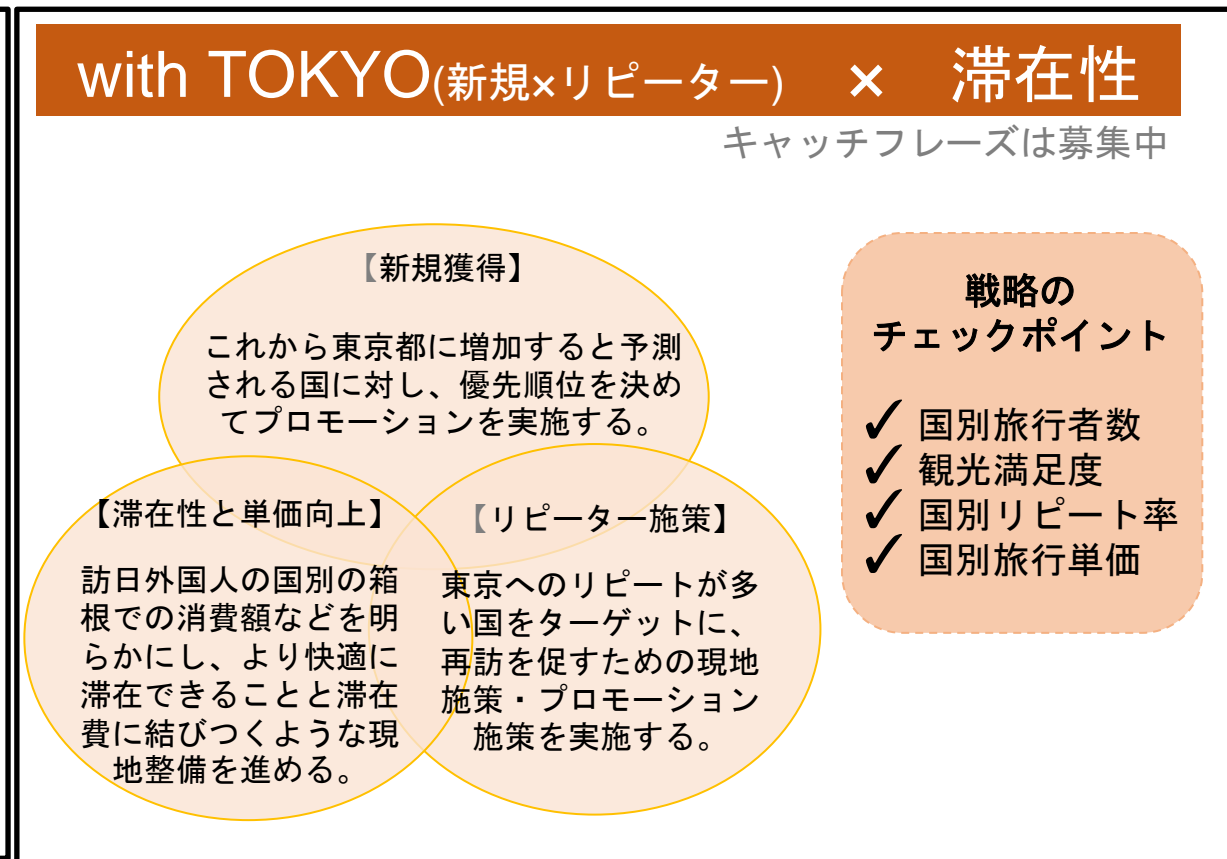 with TOKYO(新規×リピーター) × 滞在性
キャッチフレーズは募集中
【新規獲得】
これから東京都に増加すると予測
される国に対し、優先順位を決め
てプロモーションを実施する。
【滞在性と単価向上】
訪日外国人の国別の箱
根での消費額などを明
らかにし、より快適に
滞在できることと滞在
費に結びつくような現
地整備を進める。
【リピーター施策】
東京へのリピートが多
い国をターゲットに、
再訪を促すための現地
施策・プロモーション
施策を実施する。
戦略の
チェックポイント
✓ 国別旅行者数
✓ 観光満足度
✓ 国別リピート率
✓ 国別旅行単価